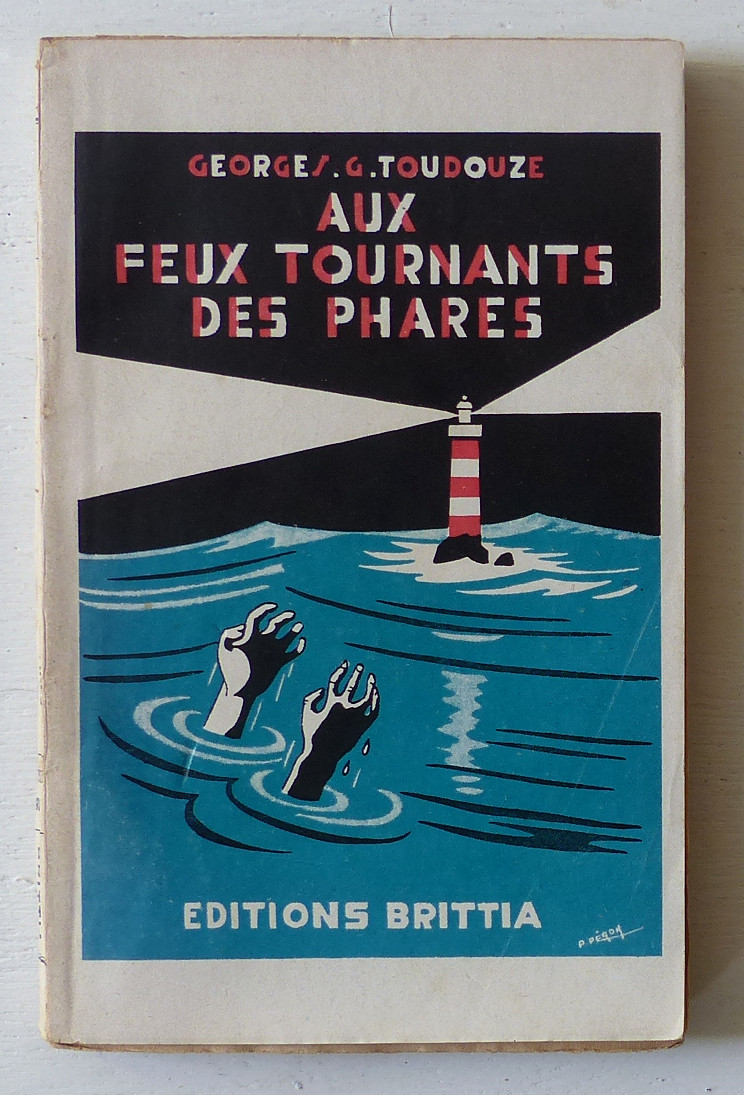 GEORGES.G.TOUDOUZE
AUX
FEUX TOURNANTS
DES PHARES
EDITIONS BRITTIA
P. PÉRON